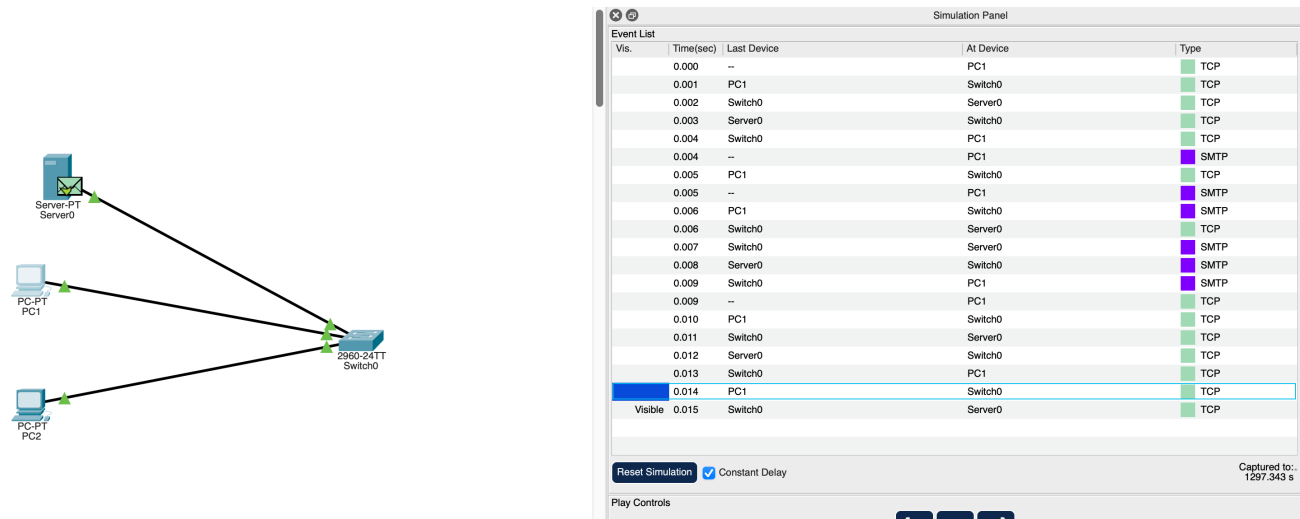 Server-PT
Server0
PC-PT
PC1
2960-24TT
Switch0
PC-PT
PC2
Simulation Panel
Event List
Vis. Time(sec) Last Device At Device Type
0.000 -- PC1 TCP
0.001 PC1 Switch0 TCP
0.002 Switch0 Server0 TCP
0.003 Server0 Switch0 TCP
0.004 Switch0 PC1 TCP
0.004 -- PC1 SMTP
0.005 PC1 Switch0 TCP
0.005 -- PC1 SMTP
0.006 PC1 Switch0 SMTP
0.006 Switch0 Server0 TCP
0.007 Switch0 Server0 SMTP
0.008 Server0 Switch0 SMTP
0.009 Switch0 PC1 SMTP
0.009 -- PC1 TCP
0.010 PC1 Switch0 TCP
0.011 Switch0 Server0 TCP
0.012 Server0 Switch0 TCP
0.013 Switch0 PC1 TCP
0.014 PC1 Switch0 TCP
Visible 0.015 Switch0 Server0 TCP
Reset Simulation Constant Delay Captured to:
1297.343 s
Play Controls